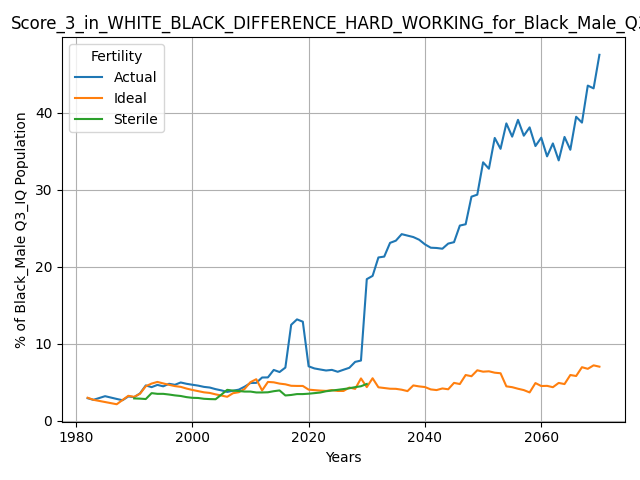 Score_3_in_WHITE_BLACK_DIFFERENCE_HARD_WORKING_for_Black_Male_Q3
Fertility
Actual
Ideal
Sterile
% of Black_Male Q3_IQ Population
40
30
20
10
0
1980 2000 2020 2040 2060
Years